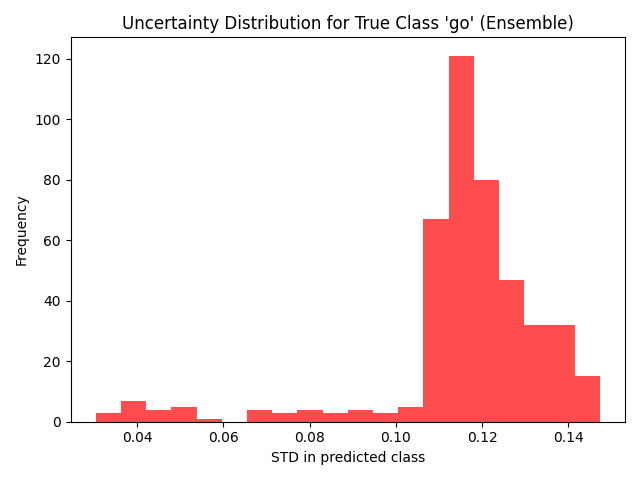 Uncertainty Distribution for True Class 'go' (Ensemble)
120
100
80
60
40
20
0
Frequency
0.04 0.06 0.08 0.10 0.12 0.14
STD in predicted class